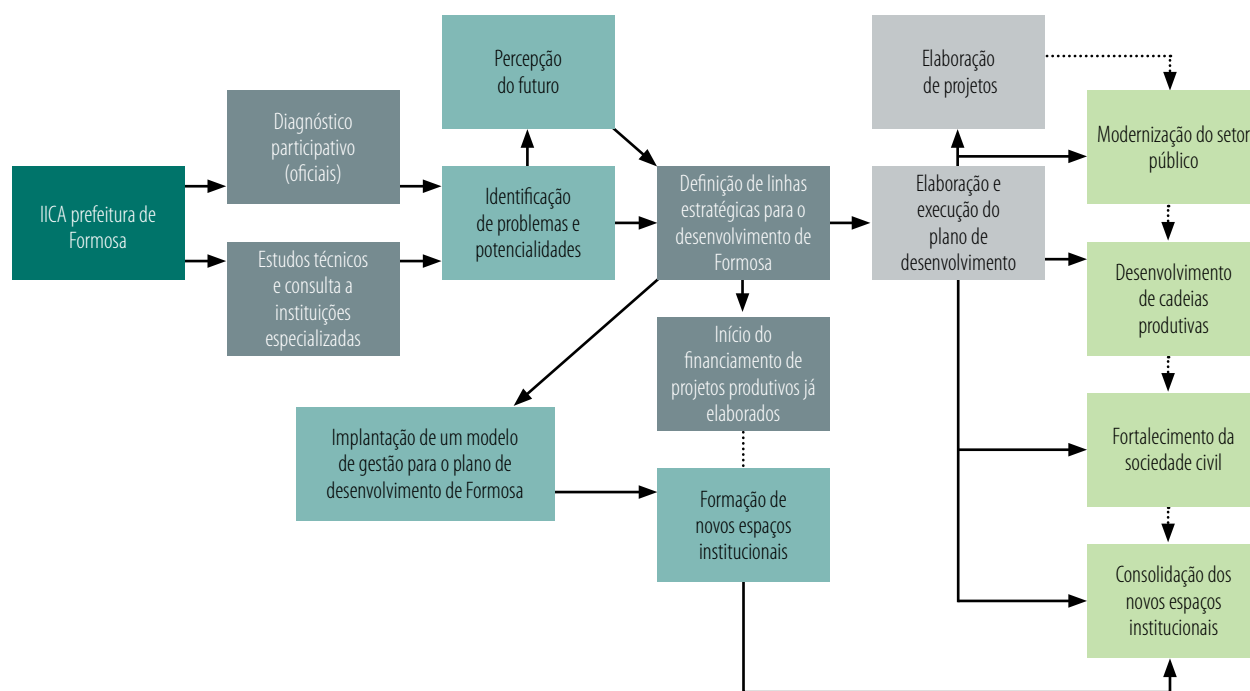 IICA prefeitura de
Formosa
Diagnóstico
participativo
(oficiais)
Estudos técnicos
e consulta a
instituições
especializadas
Percepção
do futuro
Identificação
de problemas e
potencialidades
Definição de linhas
estratégicas para o
desenvolvimento de
Formosa
Início do
financiamento de
projetos produtivos já
elaborados
Implantação de um modelo
de gestão para o plano de
desenvolvimento de Formosa
Formação de
novos espaços
institucionais
Elaboração
de projetos
Elaboração e
execução do
plano de
desenvolvimento
Modernização do setor
público
Desenvolvimento
de cadeias
produtivas
Fortalecimento da
sociedade civil
Consolidação dos
novos espaços
institucionais